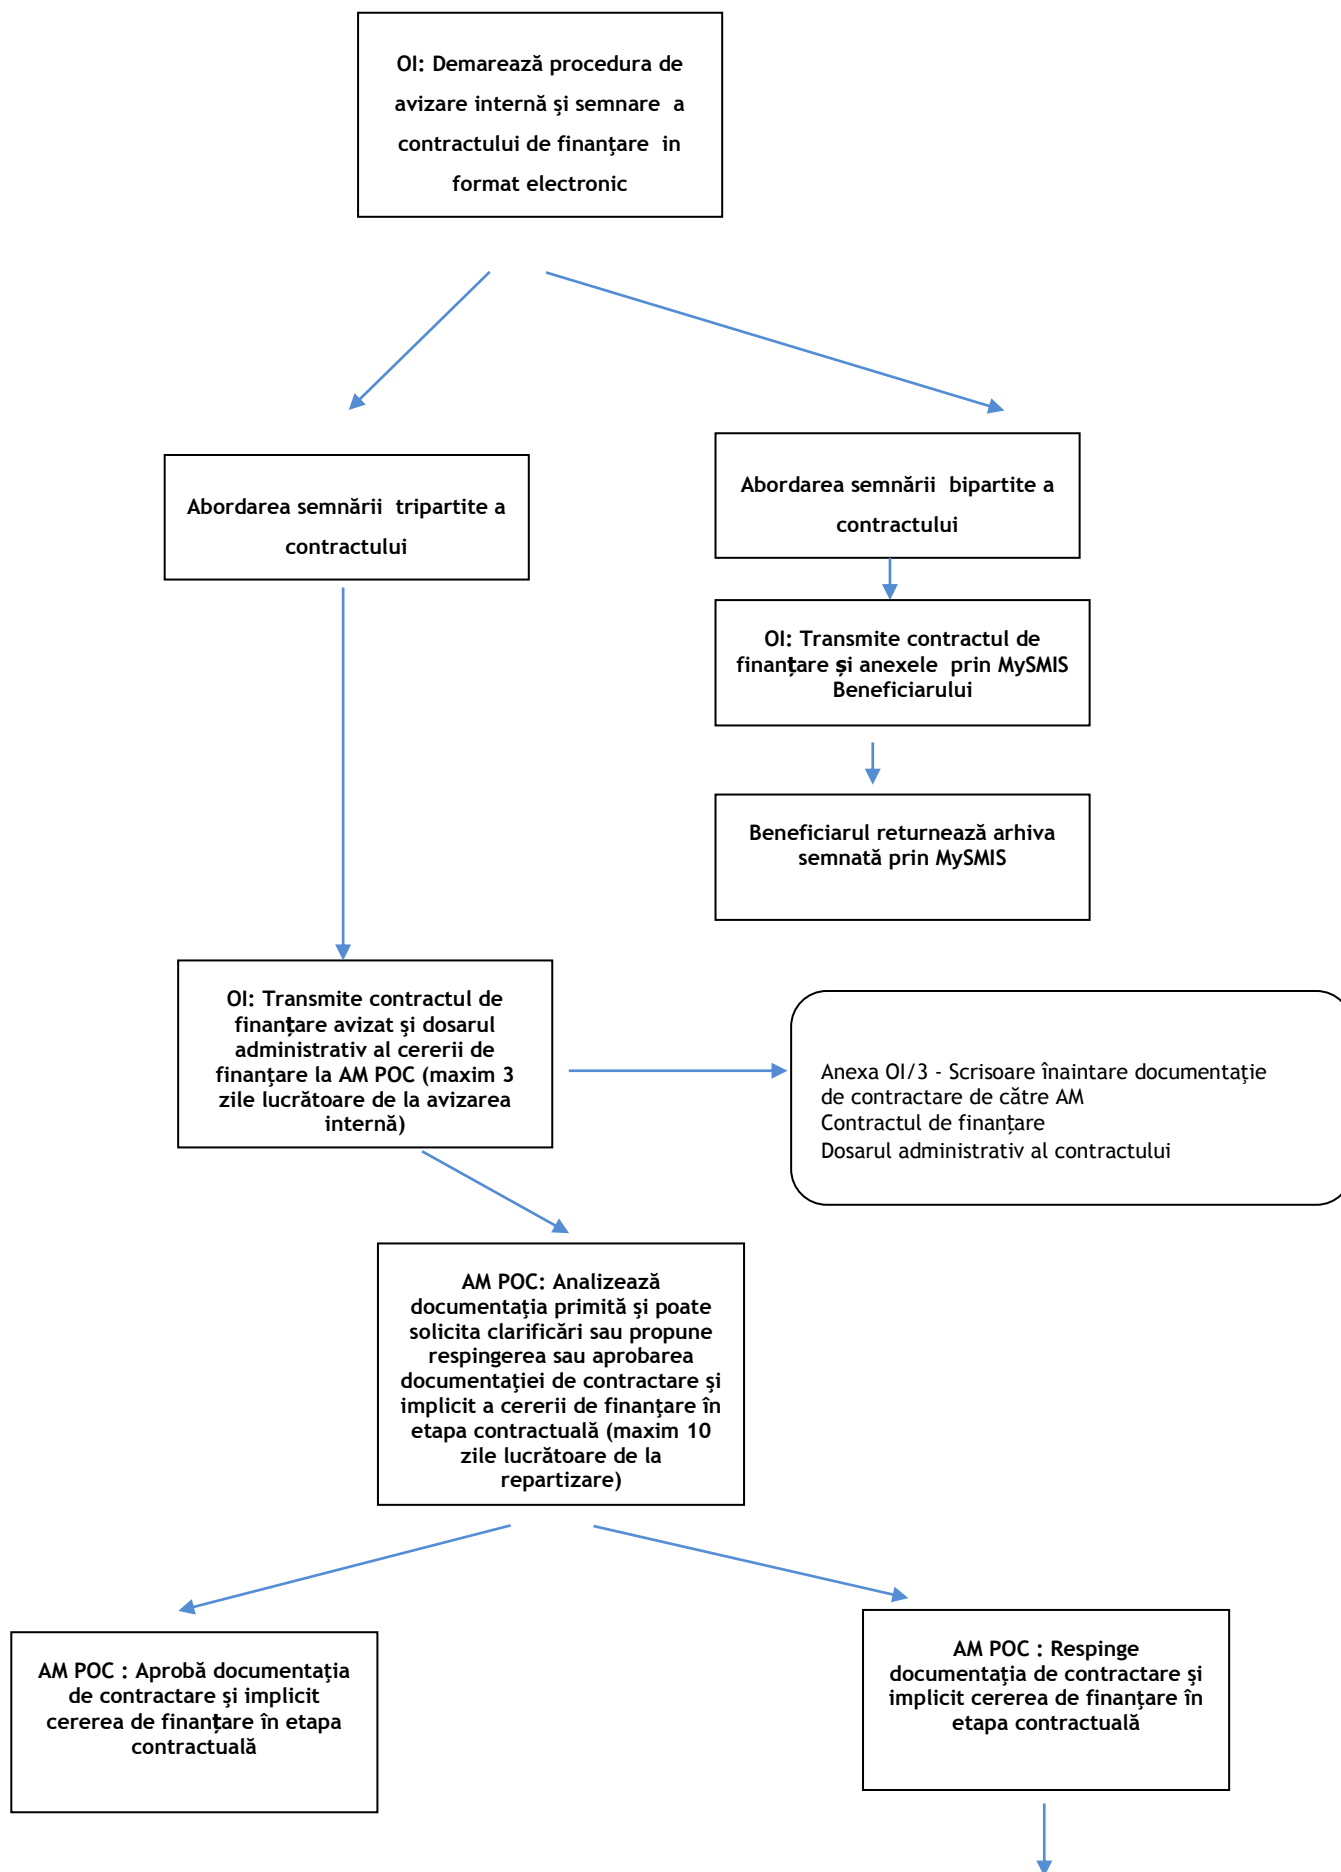 OI: Demarează procedura de
avizare internă şi semnare a
contractului de finanţare in
format electronic
Abordarea semnării tripartite a
contractului
Abordarea semnării bipartite a
contractului
OI: Transmite contractul de
finanțare și anexele prin MySMIS
Beneficiarului
Beneficiarul returnează arhiva
semnată prin MySMIS
OI: Transmite contractul de
finanțare avizat şi dosarul
administrativ al cererii de
finanţare la AM POC (maxim 3
zile lucrătoare de la avizarea
internă)
Anexa OI/3 - Scrisoare înaintare documentaţie
de contractare de către AM
Contractul de finanţare
Dosarul administrativ al contractului
AM POC: Analizează
documentaţia primită şi poate
solicita clarificări sau propune
respingerea sau aprobarea
documentaţiei de contractare şi
implicit a cererii de finanţare în
etapa contractuală (maxim 10
zile lucrătoare de la
repartizare)
AM POC : Aprobă documentaţia
de contractare şi implicit
cererea de finanțare în etapa
contractuală
AM POC : Respinge
documentaţia de contractare şi
implicit cererea de finanţare în
etapa contractuală